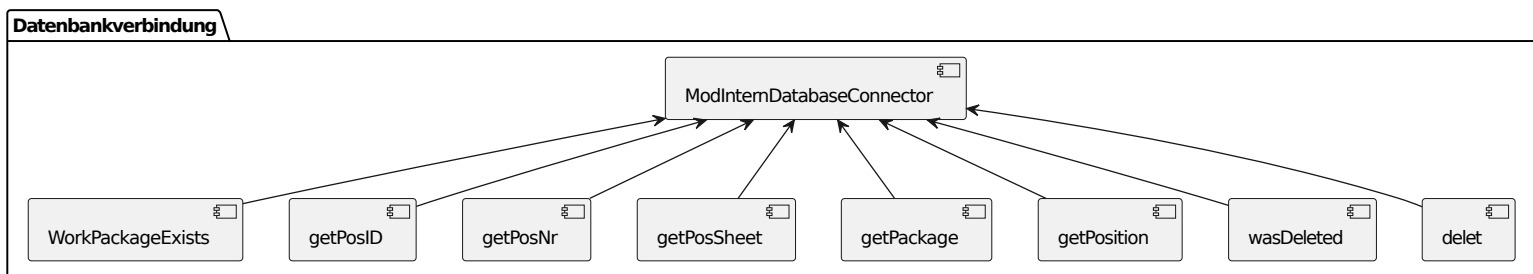 Datenbankverbindung
ModInternDatabaseConnector
WorkPackageExists
getPosID
getPosNr
getPosSheet
getPackage
getPosition
wasDeleted
delet